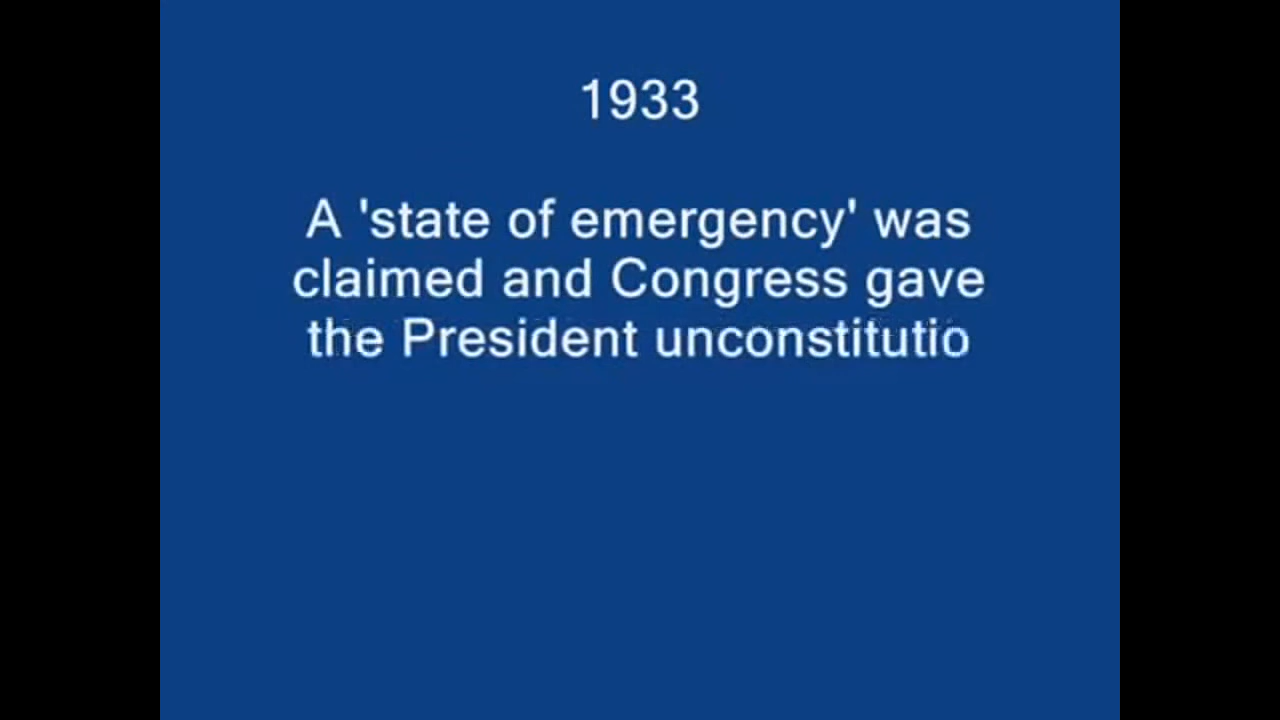 1933
A 'state of emergency' was
claimed and Congress gave
the President unconstitutio